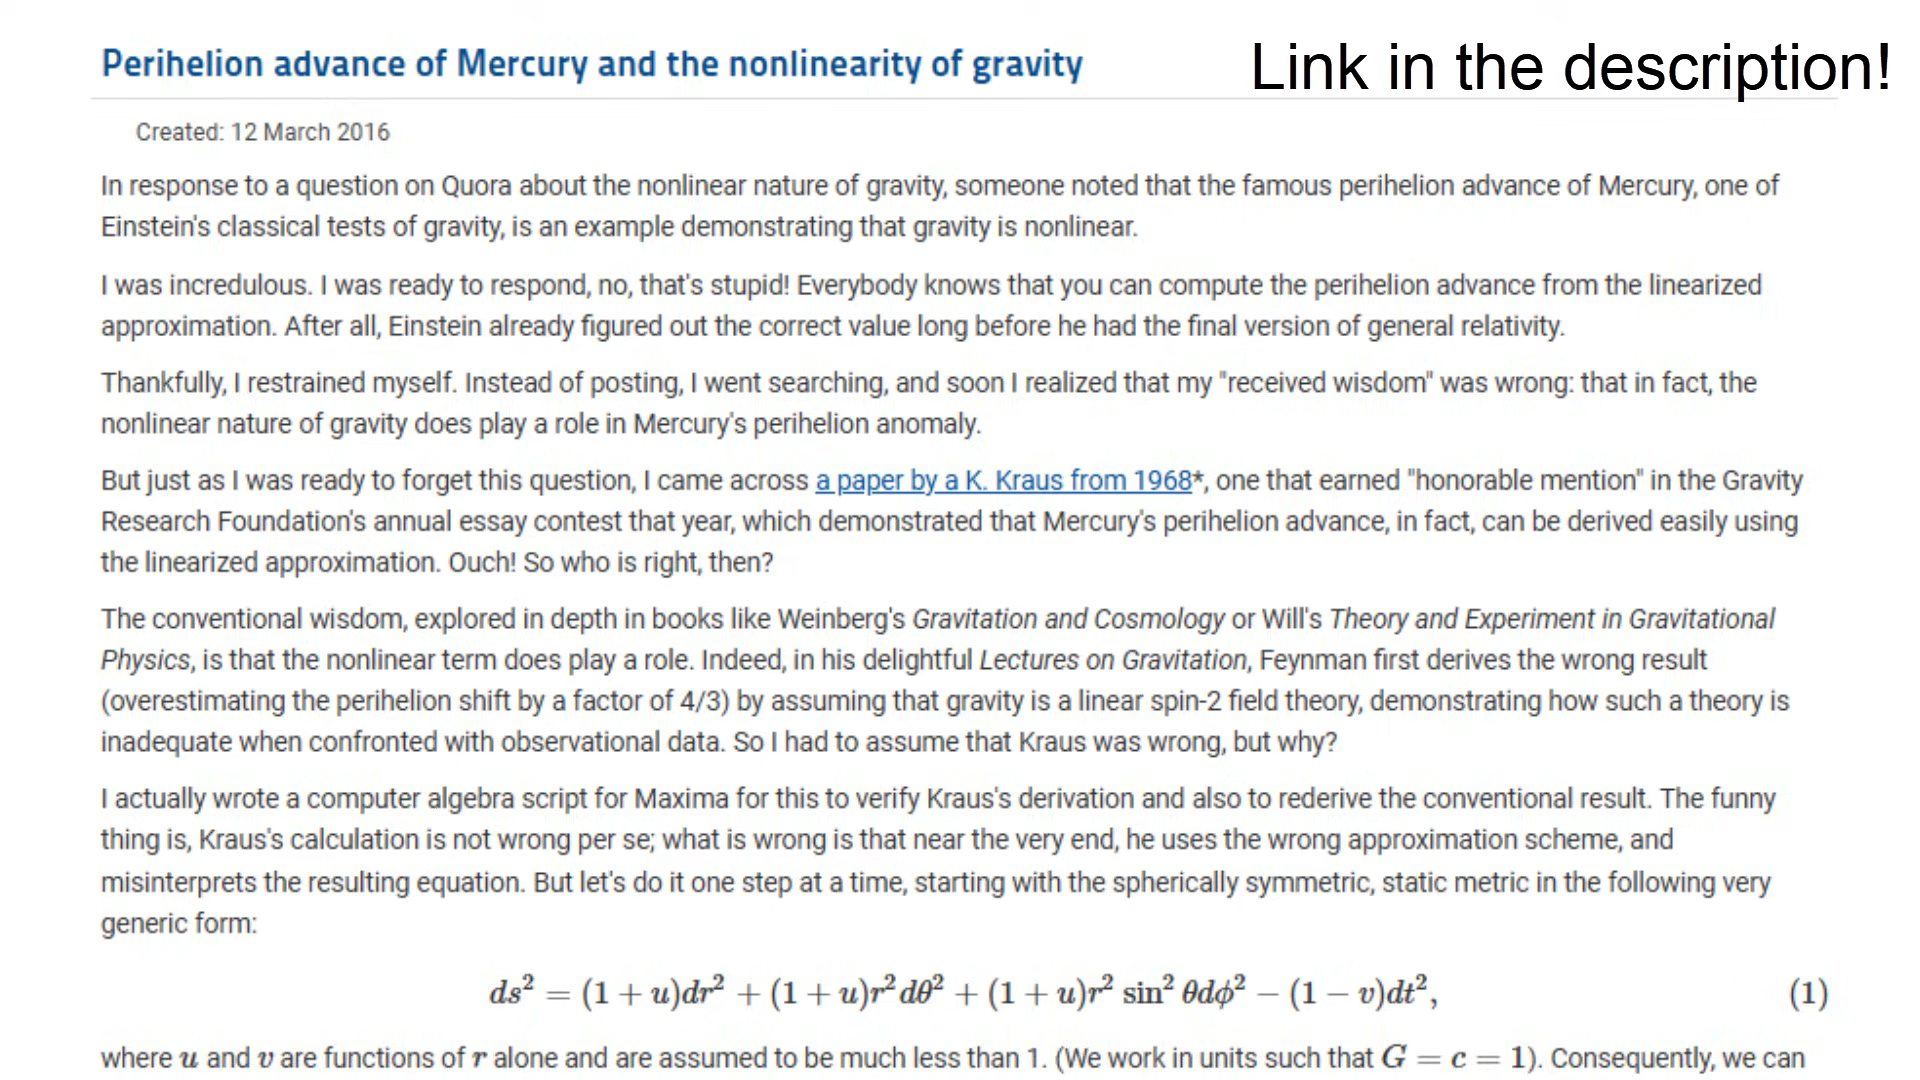 Perihelion advance of Mercury and the nonlinearity of gravity
Link in the description!
Created: 12 March 2016
In response to a question on Quora about the nonlinear nature of gravity, someone noted that the famous perihelion advance of Mercury, one of
Einstein's classical tests of gravity, is an example demonstrating that gravity is nonlinear.
I was incredulous. I was ready to respond, no, that's stupid! Everybody knows that you can compute the perihelion advance from the linearized
approximation. After all, Einstein already figured out the correct value long before he had the final version of general relativity.
Thankfully, I restrained myself. Instead of posting, I went searching, and soon I realized that my "received wisdom" was wrong: that in fact, the
nonlinear nature of gravity does play a role in Mercury's perihelion anomaly.
But just as I was ready to forget this question, I came across a paper by a K. Kraus from 1968*, one that earned "honorable mention" in the Gravity
Research Foundation's annual essay contest that year, which demonstrated that Mercury's perihelion advance, in fact, can be derived easily using
the linearized approximation. Ouch! So who is right, then?
The conventional wisdom, explored in depth in books like Weinberg's Gravitation and Cosmology or Will's Theory and Experiment in Gravitational
Physics, is that the nonlinear term does play a role. Indeed, in his delightful Lectures on Gravitation, Feynman first derives the wrong result
(overestimating the perihelion shift by a factor of 4/3) by assuming that gravity is a linear spin-2 field theory, demonstrating how such a theory is
inadequate when confronted with observational data. So I had to assume that Kraus was wrong, but why?
I actually wrote a computer algebra script for Maxima for this to verify Kraus's derivation and also to rederive the conventional result. The funny
thing is, Kraus's calculation is not wrong per se; what is wrong is that near the very end, he uses the wrong approximation scheme, and
misinterprets the resulting equation. But let's do it one step at a time, starting with the spherically symmetric, static metric in the following very
generic form:
ds² = (1 + u)dr² + (1 + u)r²dθ² + (1 + u)r² sin² θdϕ² − (1 − v)dt², (1)
where u and v are functions of r alone and are assumed to be much less than 1. (We work in units such that G = c = 1). Consequently, we can